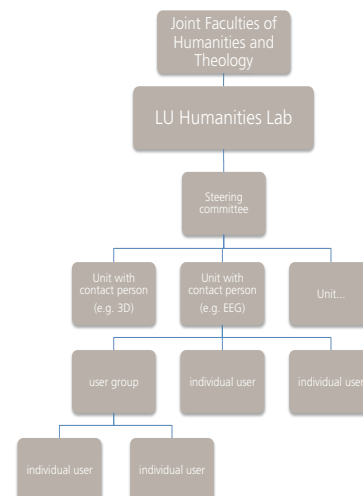 Joint Faculties of
Humanities and
Theology
LU Humanities Lab
Steering
committee
Unit with
contact person
(e.g. 3D)
Unit with
contact person
(e.g. EEG)
Unit...
user group
individual user
individual user
individual user
individual user